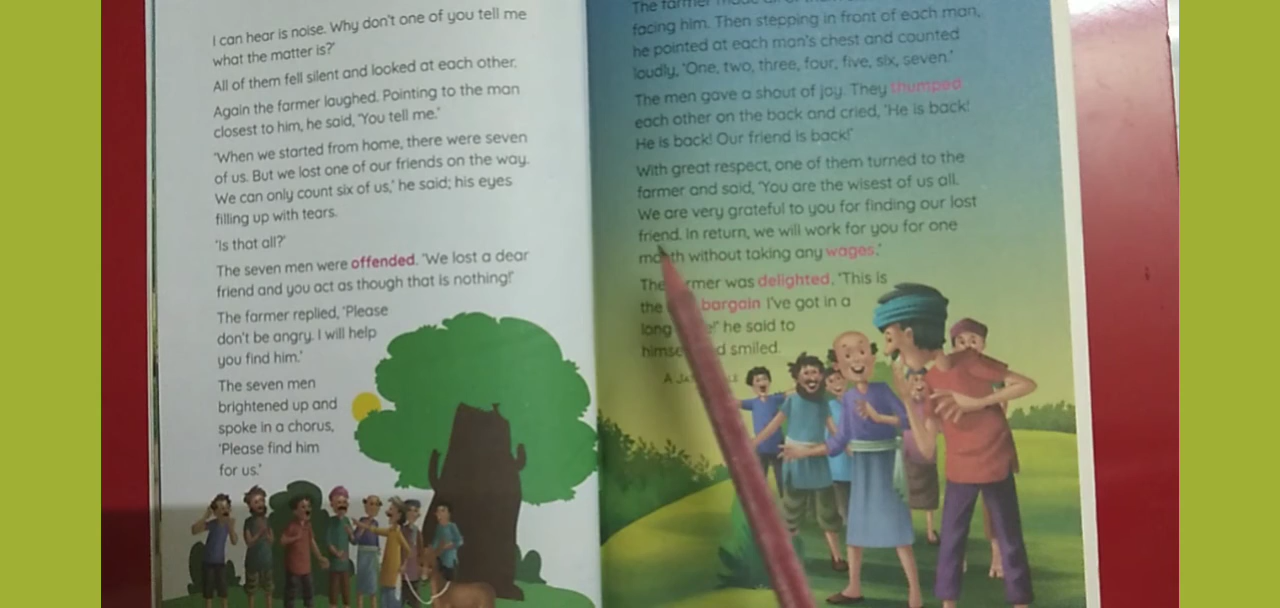 I can hear is noise. Why don't one of you tell me
what the matter is?'
All of them fell silent and looked at each other.
Again the farmer laughed. Pointing to the man
closest to him, he said, 'You tell me.'
'When we started from home, there were seven
of us. But we lost one of our friends on the way.
We can only count six of us,' he said; his eyes
filling up with tears.
'Is that all?'
The seven men were offended. 'We lost a dear
friend and you act as though that is nothing!'
The farmer replied, 'Please
don't be angry. I will help
you find him.'
The seven men
brightened up and
spoke in a chorus,
'Please find him
for us.'
The farmer made all of them
facing him. Then stepping in front of each man,
he pointed at each man's chest and counted
loudly, 'One, two, three, four, five, six, seven.'
The men gave a shout of joy. They thumped
each other on the back and cried, 'He is back!
He is back! Our friend is back!'
With great respect, one of them turned to the
farmer and said, 'You are the wisest of us all.
We are very grateful to you for finding our lost
friend. In return, we will work for you for one
month without taking any wages.'
The farmer was delighted. 'This is
the bargain I've got in a
long he said to
himself and smiled.
A